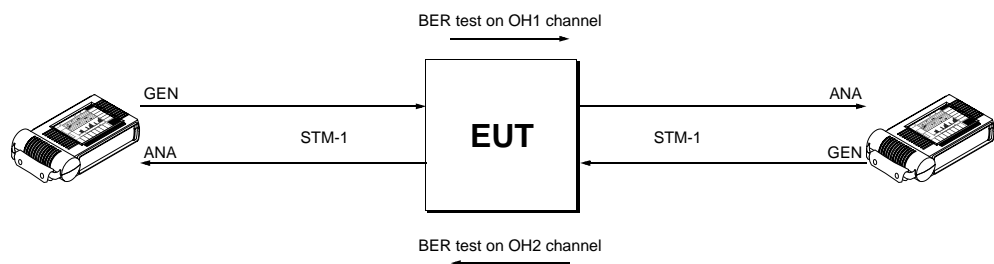 BER test on OH1 channel
GEN
ANA
EUT
STM-1
STM-1
ANA
GEN
BER test on OH2 channel